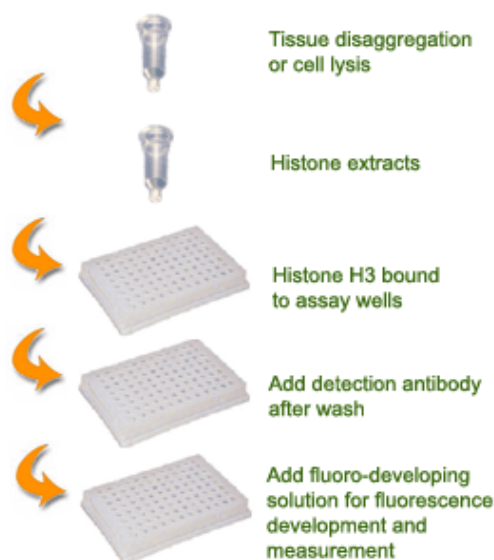 Tissue disaggregation
or cell lysis
Histone extracts
Histone H3 bound
to assay wells
Add detection antibody
after wash
Add fluoro-developing
solution for fluorescence
development and
measurement